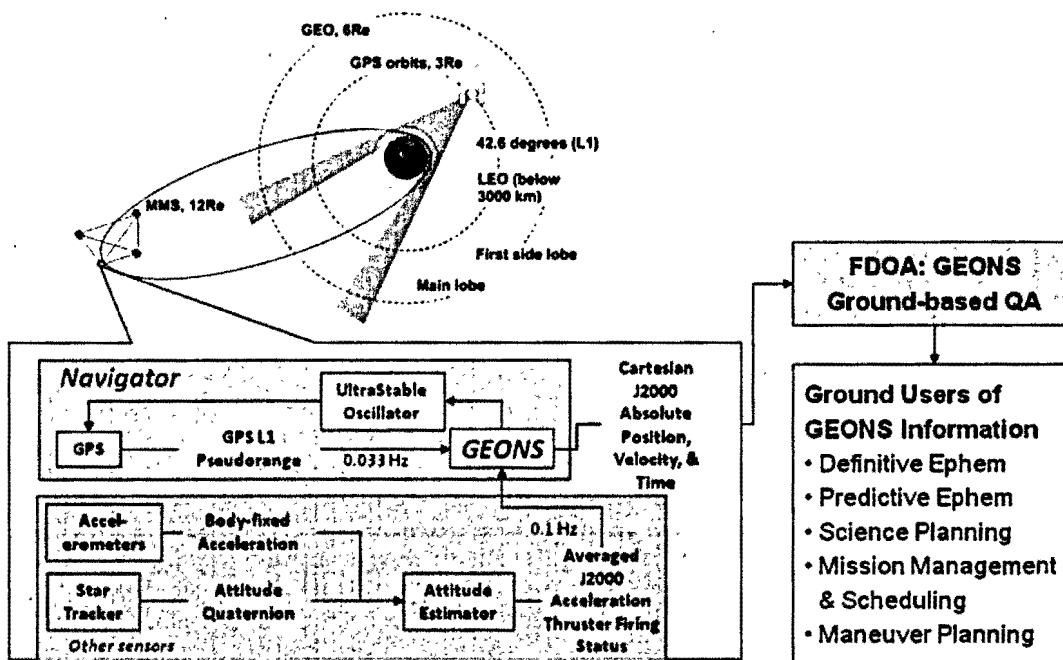 GEO, 6Re
GPS orbits, 3Re
42.6 degrees (L1)
LEO (below
3000 km)
MMS, 12Re
First side lobe
Main lobe
FDOA: GEONS
Ground-based QA
Navigator
UltraStable
Oscillator
GPS
GPS L1
Pseudorange
0.033 Hz
GEONS
Cartesian
J2000
Absolute
Position,
Velocity, &
Time
Accel-
erometers
Body-fixed
Acceleration
Star
Tracker
Attitude
Quaternion
Other sensors
Attitude
Estimator
0.1 Hz
Averaged
J2000
Acceleration
Thruster Firing
Status
Ground Users of
GEONS Information
• Definitive Ephem
• Predictive Ephem
• Science Planning
• Mission Management
& Scheduling
• Maneuver Planning